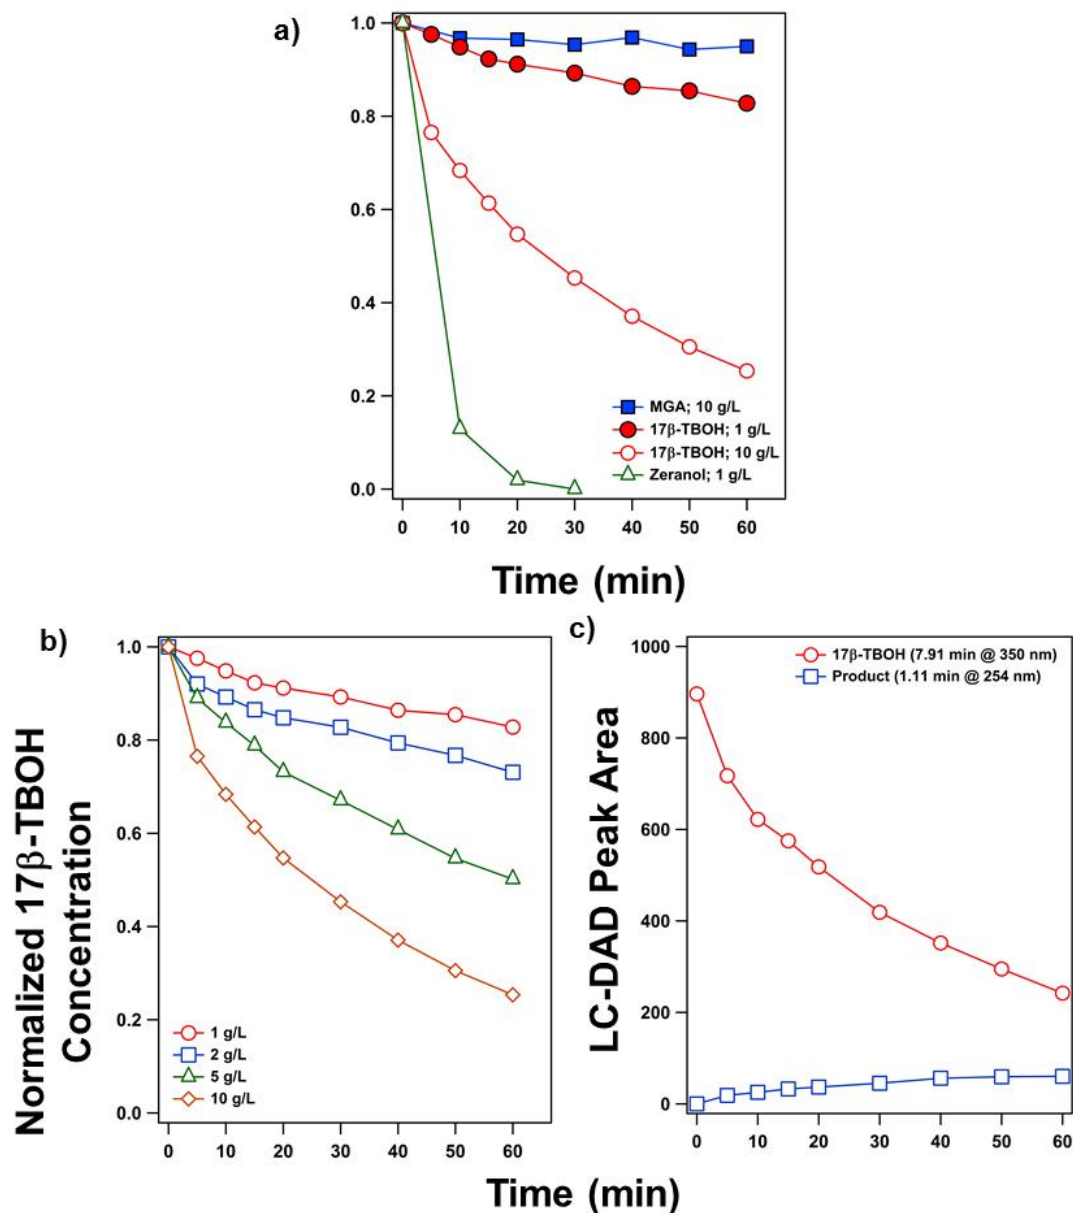 a)
1.0
0.8
0.6
0.4
0.2
0.0
MGA; 10 g/L
17β-TBOH; 1 g/L
17β-TBOH; 10 g/L
Zeranol; 1 g/L
0 10 20 30 40 50 60
Time (min)
b)
Normalized 17β-TBOH
Concentration
1.0
0.8
0.6
0.4
0.2
0.0
1 g/L
2 g/L
5 g/L
10 g/L
0 10 20 30 40 50 60
c)
LC-DAD Peak Area
1000
800
600
400
200
0
17β-TBOH (7.91 min @ 350 nm)
Product (1.11 min @ 254 nm)
0 10 20 30 40 50 60
Time (min)